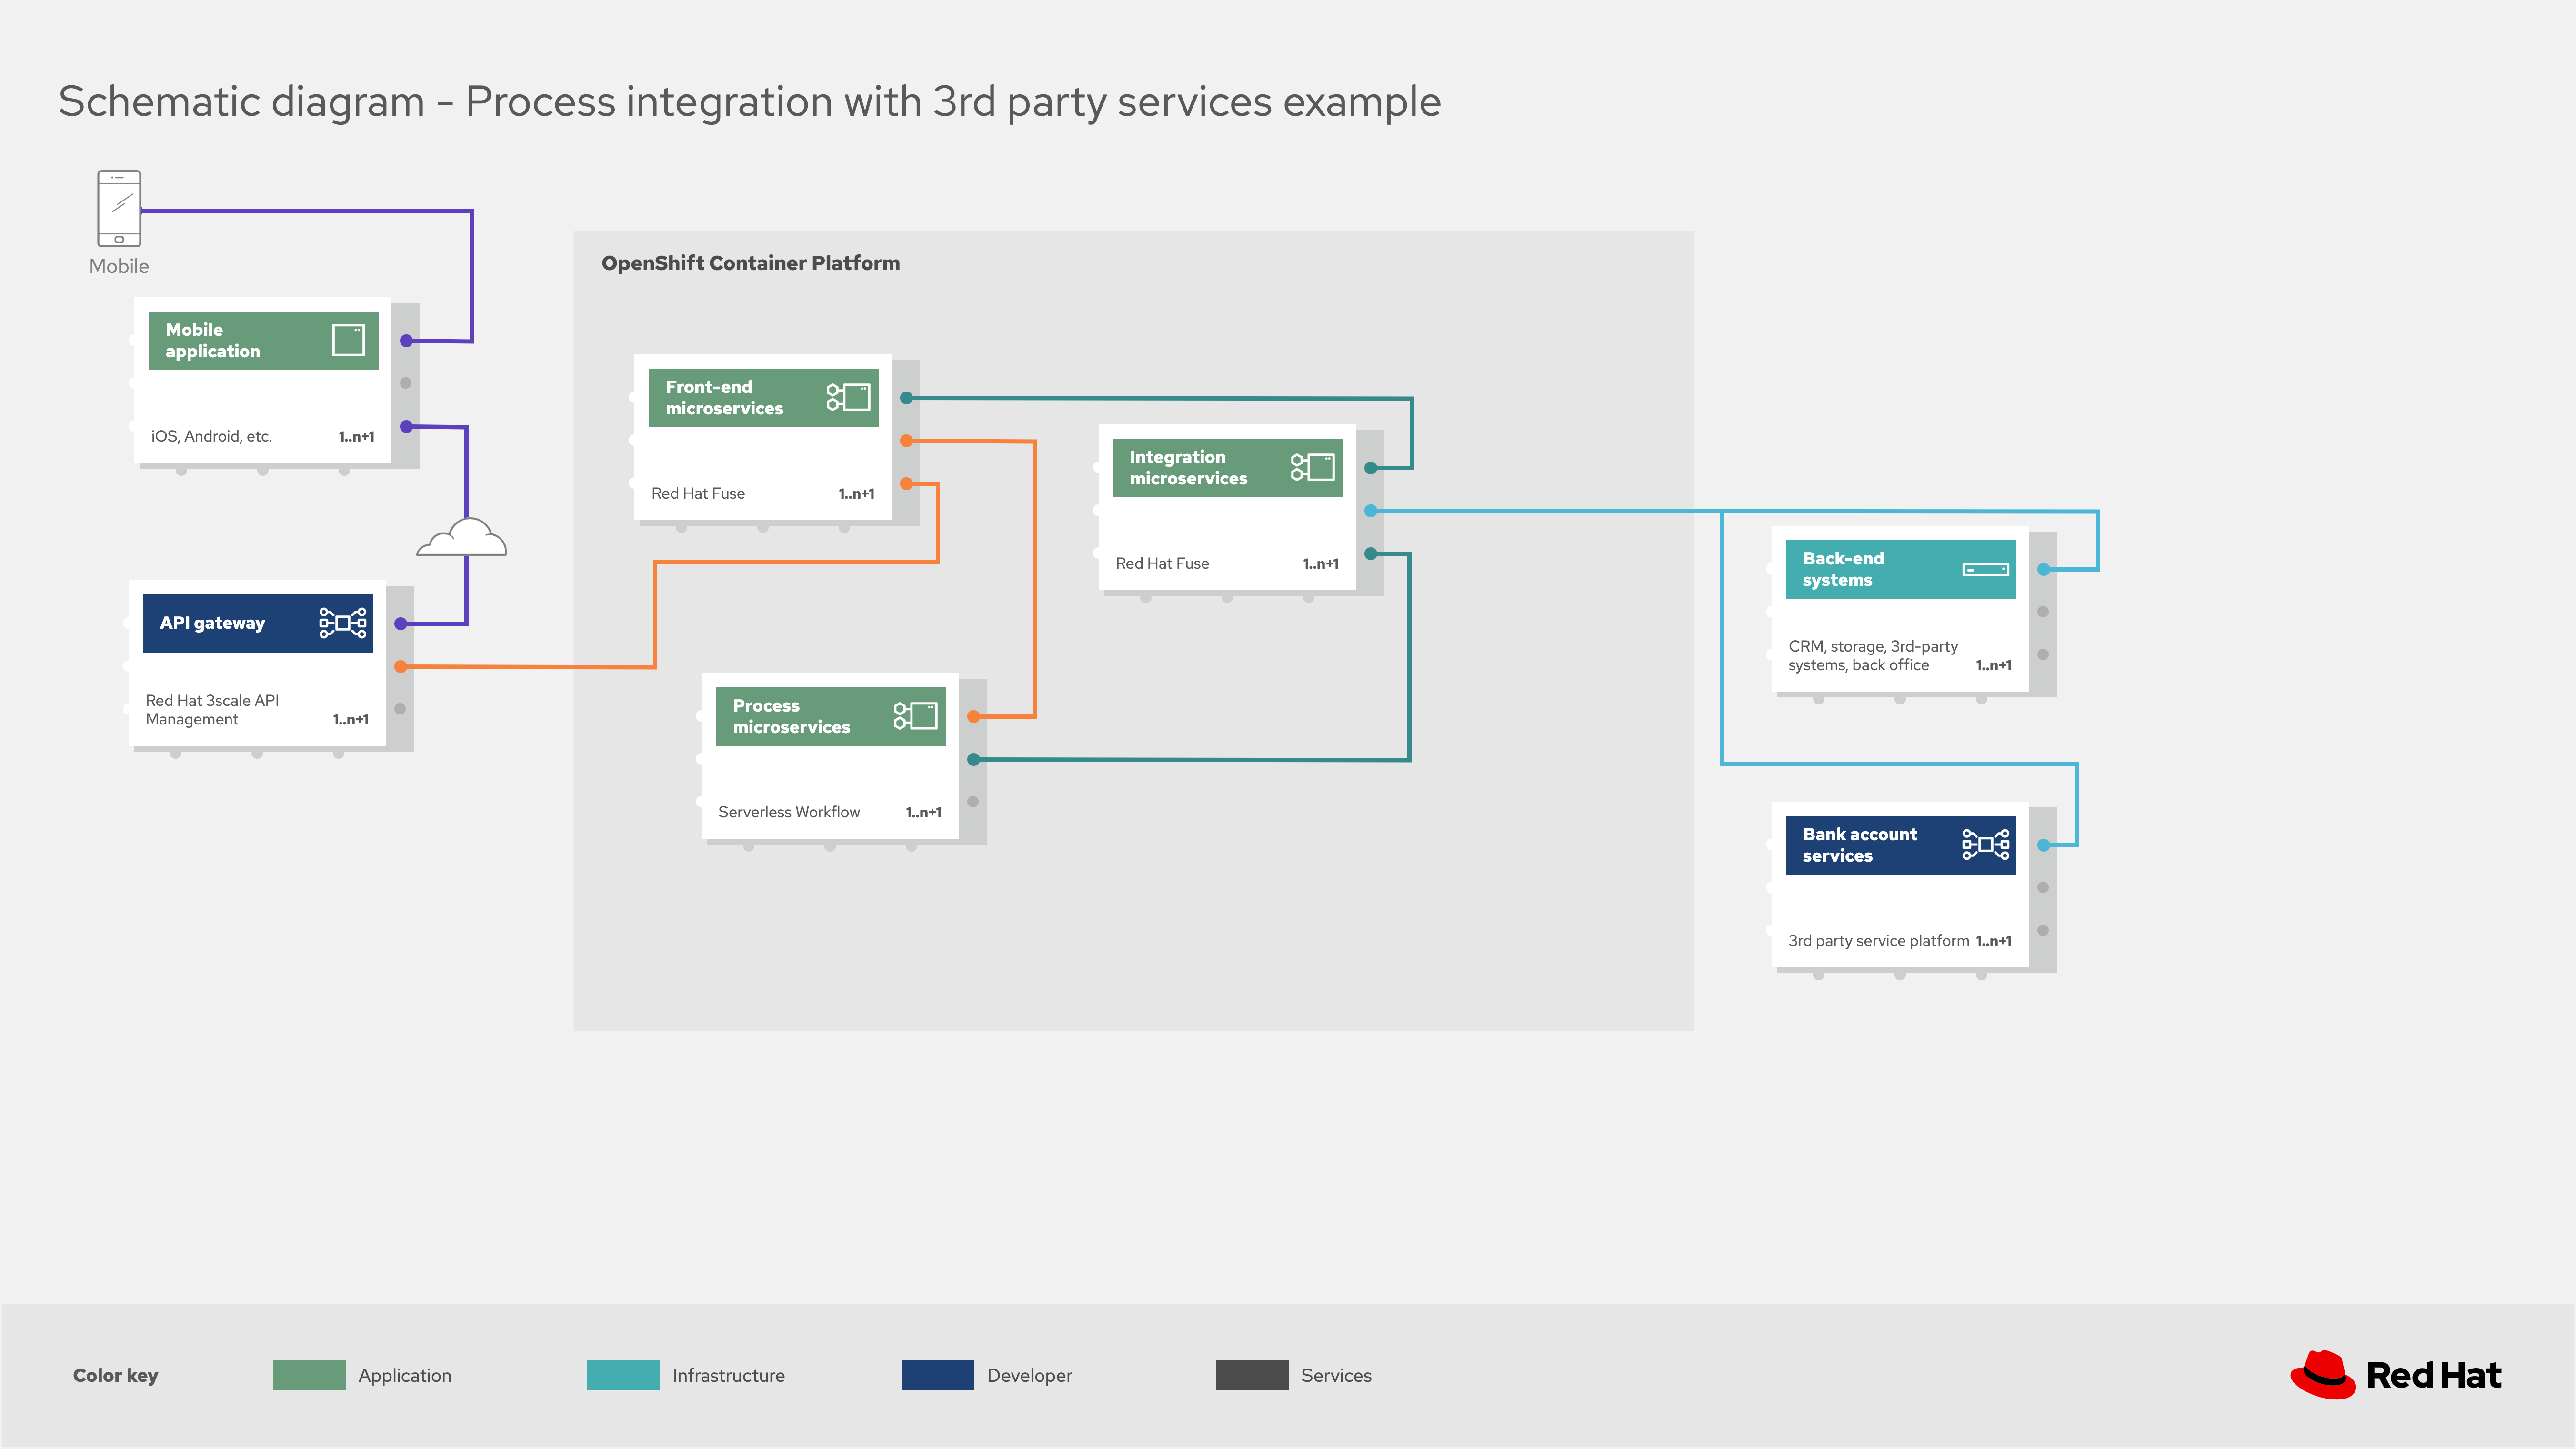 Schematic diagram - Process integration with 3rd party services example
Mobile
Mobile
application
iOS, Android, etc.
1..n+1
API gateway
Red Hat 3scale API
Management
1..n+1
OpenShift Container Platform
Front-end
microservices
Red Hat Fuse
1..n+1
Integration
microservices
Red Hat Fuse
1..n+1
Process
microservices
Serverless Workflow
1..n+1
Back-end
systems
CRM, storage, 3rd-party
systems, back office
1..n+1
Bank account
services
3rd party service platform
1..n+1
Color key
Application
Infrastructure
Developer
Services
Red Hat